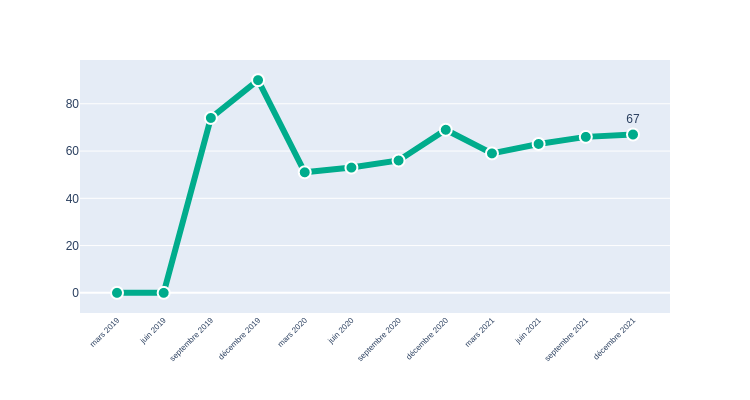 80
60
40
20
0
67
mars 2019
juin 2019
septembre 2019
décembre 2019
mars 2020
juin 2020
septembre 2020
décembre 2020
mars 2021
juin 2021
septembre 2021
décembre 2021